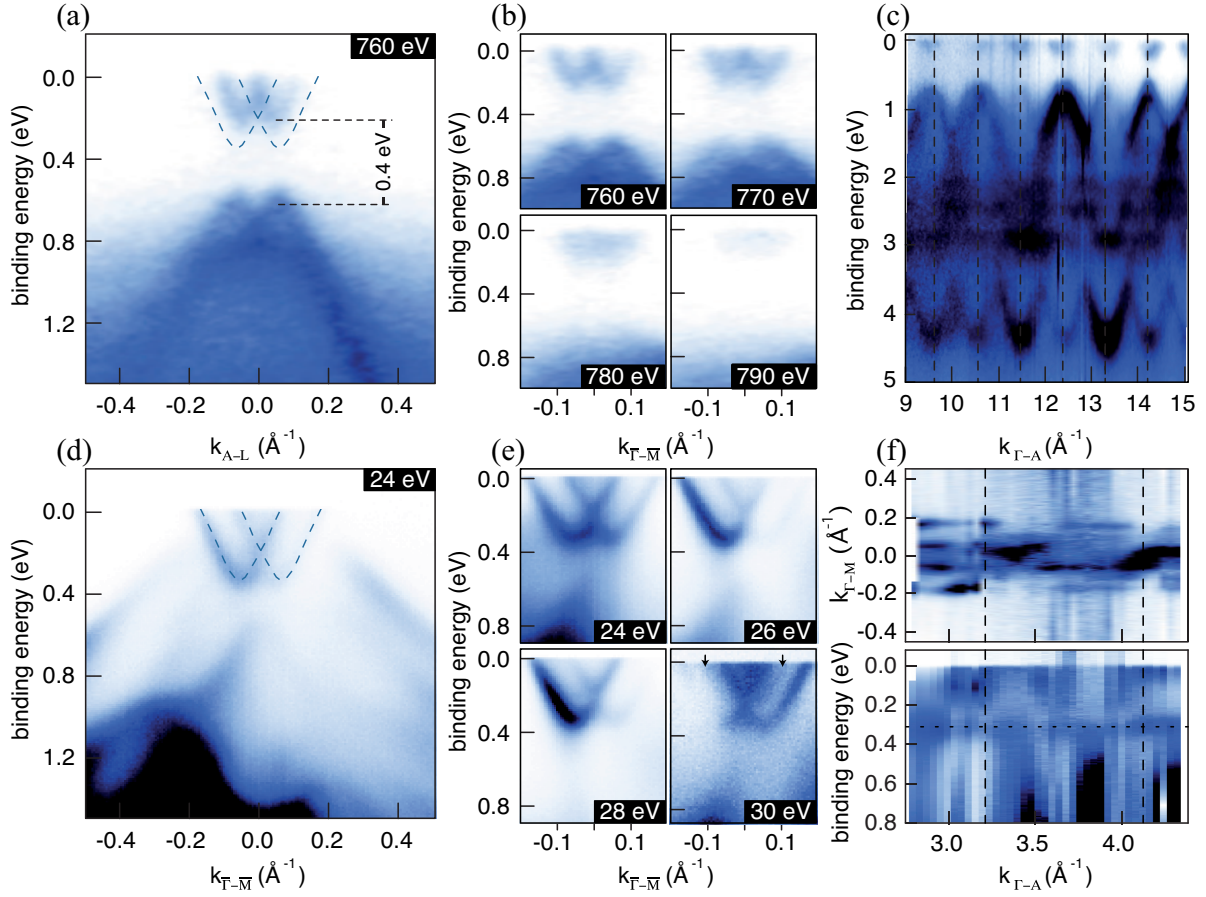 (a)
760 eV
0.0
0.4
0.8
1.2
binding energy (eV)
0.4 eV
-0.4
-0.2
0.0
0.2
0.4
k A-L (Å⁻¹)
(b)
0.0
0.4
0.8
760 eV
770 eV
0.0
0.4
0.8
780 eV
790 eV
binding energy (eV)
-0.1
0.1
-0.1
0.1
k Γ̅-M̅ (Å⁻¹)
(c)
0
1
2
3
4
5
binding energy (eV)
9
10
11
12
13
14
15
k Γ-A (Å⁻¹)
(d)
24 eV
0.0
0.4
0.8
1.2
binding energy (eV)
-0.4
-0.2
0.0
0.2
0.4
k Γ̅-M̅ (Å⁻¹)
(e)
0.0
0.4
0.8
24 eV
26 eV
0.0
0.4
0.8
28 eV
30 eV
binding energy (eV)
-0.1
0.1
-0.1
0.1
k Γ̅-M̅ (Å⁻¹)
(f)
0.4
0.2
0.0
-0.2
-0.4
k Γ-M (Å⁻¹)
0.0
0.2
0.4
0.6
0.8
binding energy (eV)
3.0
3.5
4.0
k Γ-A (Å⁻¹)